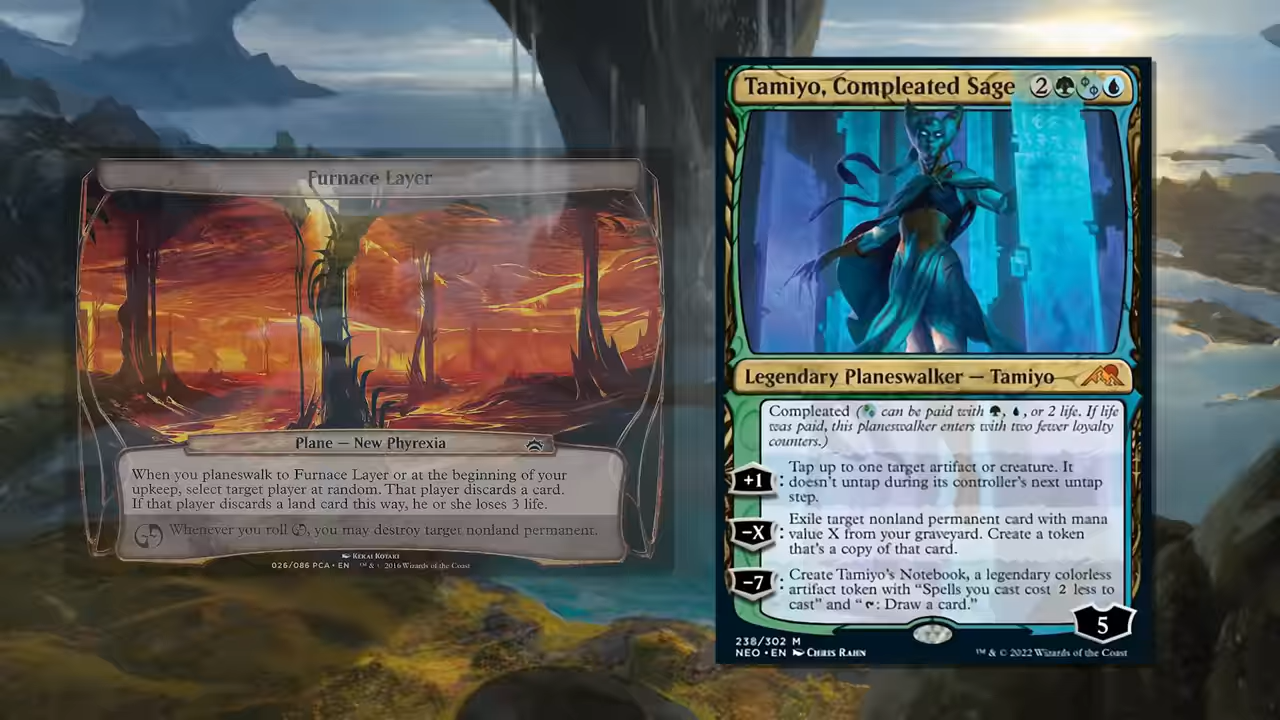 Furnace Layer
Plane — New Phyrexia
When you planeswalk to Furnace Layer or at the beginning of your
upkeep, select target player at random. That player discards a card.
If that player discards a land card this way, he or she loses 3 life.
Whenever you roll , you may destroy target nonland permanent.
Kekai Kotaki
026/086 PCA • EN ™ & © 2016 Wizards of the Coast
Tamiyo, Compleated Sage 2
Legendary Planeswalker — Tamiyo
Compleated ( can be paid with , , or 2 life. If life
was paid, this planeswalker enters with two fewer loyalty
counters.)
+1 : Tap up to one target artifact or creature. It
doesn't untap during its controller's next untap
step.
−X : Exile target nonland permanent card with mana
value X from your graveyard. Create a token
that's a copy of that card.
−7 : Create Tamiyo's Notebook, a legendary colorless
artifact token with "Spells you cast cost 2 less to
cast" and " : Draw a card."
5
238/302 M
NEO • EN Chris Rahn ™ & © 2022 Wizards of the Coast